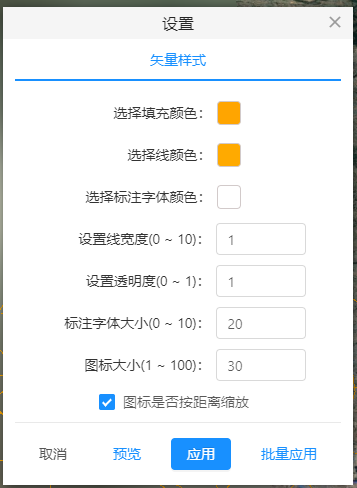 设置
矢量样式
选择填充颜色：
选择线颜色：
选择标注字体颜色：
设置线宽度(0 ~ 10)： 1
设置透明度(0 ~ 1)： 1
标注字体大小(0 ~ 10)： 20
图标大小(1 ~ 100)： 30
图标是否按距离缩放
取消 预览 应用 批量应用